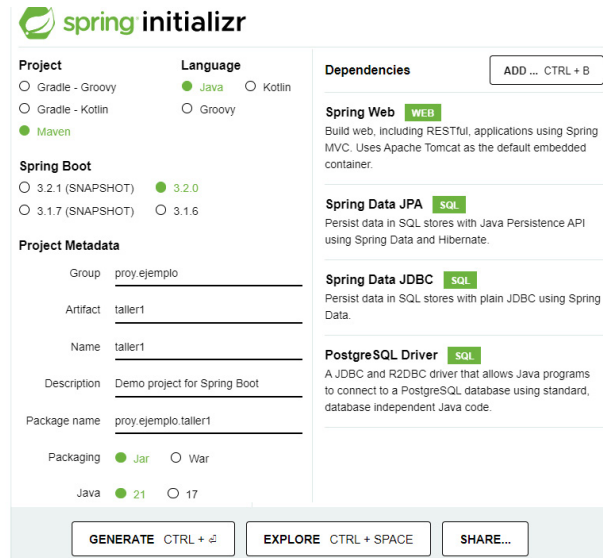 spring initializr
Project
Gradle - Groovy
Gradle - Kotlin
Maven
Language
Java Kotlin
Groovy
Spring Boot
3.2.1 (SNAPSHOT) 3.2.0
3.1.7 (SNAPSHOT) 3.1.6
Project Metadata
Group proy.ejemplo
Artifact taller1
Name taller1
Description Demo project for Spring Boot
Package name proy.ejemplo.taller1
Packaging Jar War
Java 21 17
Dependencies
ADD ... CTRL + B
Spring Web WEB
Build web, including RESTful, applications using Spring
MVC. Uses Apache Tomcat as the default embedded
container.
Spring Data JPA SQL
Persist data in SQL stores with Java Persistence API
using Spring Data and Hibernate.
Spring Data JDBC SQL
Persist data in SQL stores with plain JDBC using Spring
Data.
PostgreSQL Driver SQL
A JDBC and R2DBC driver that allows Java programs
to connect to a PostgreSQL database using standard,
database independent Java code.
GENERATE CTRL + ⏎
EXPLORE CTRL + SPACE
SHARE...